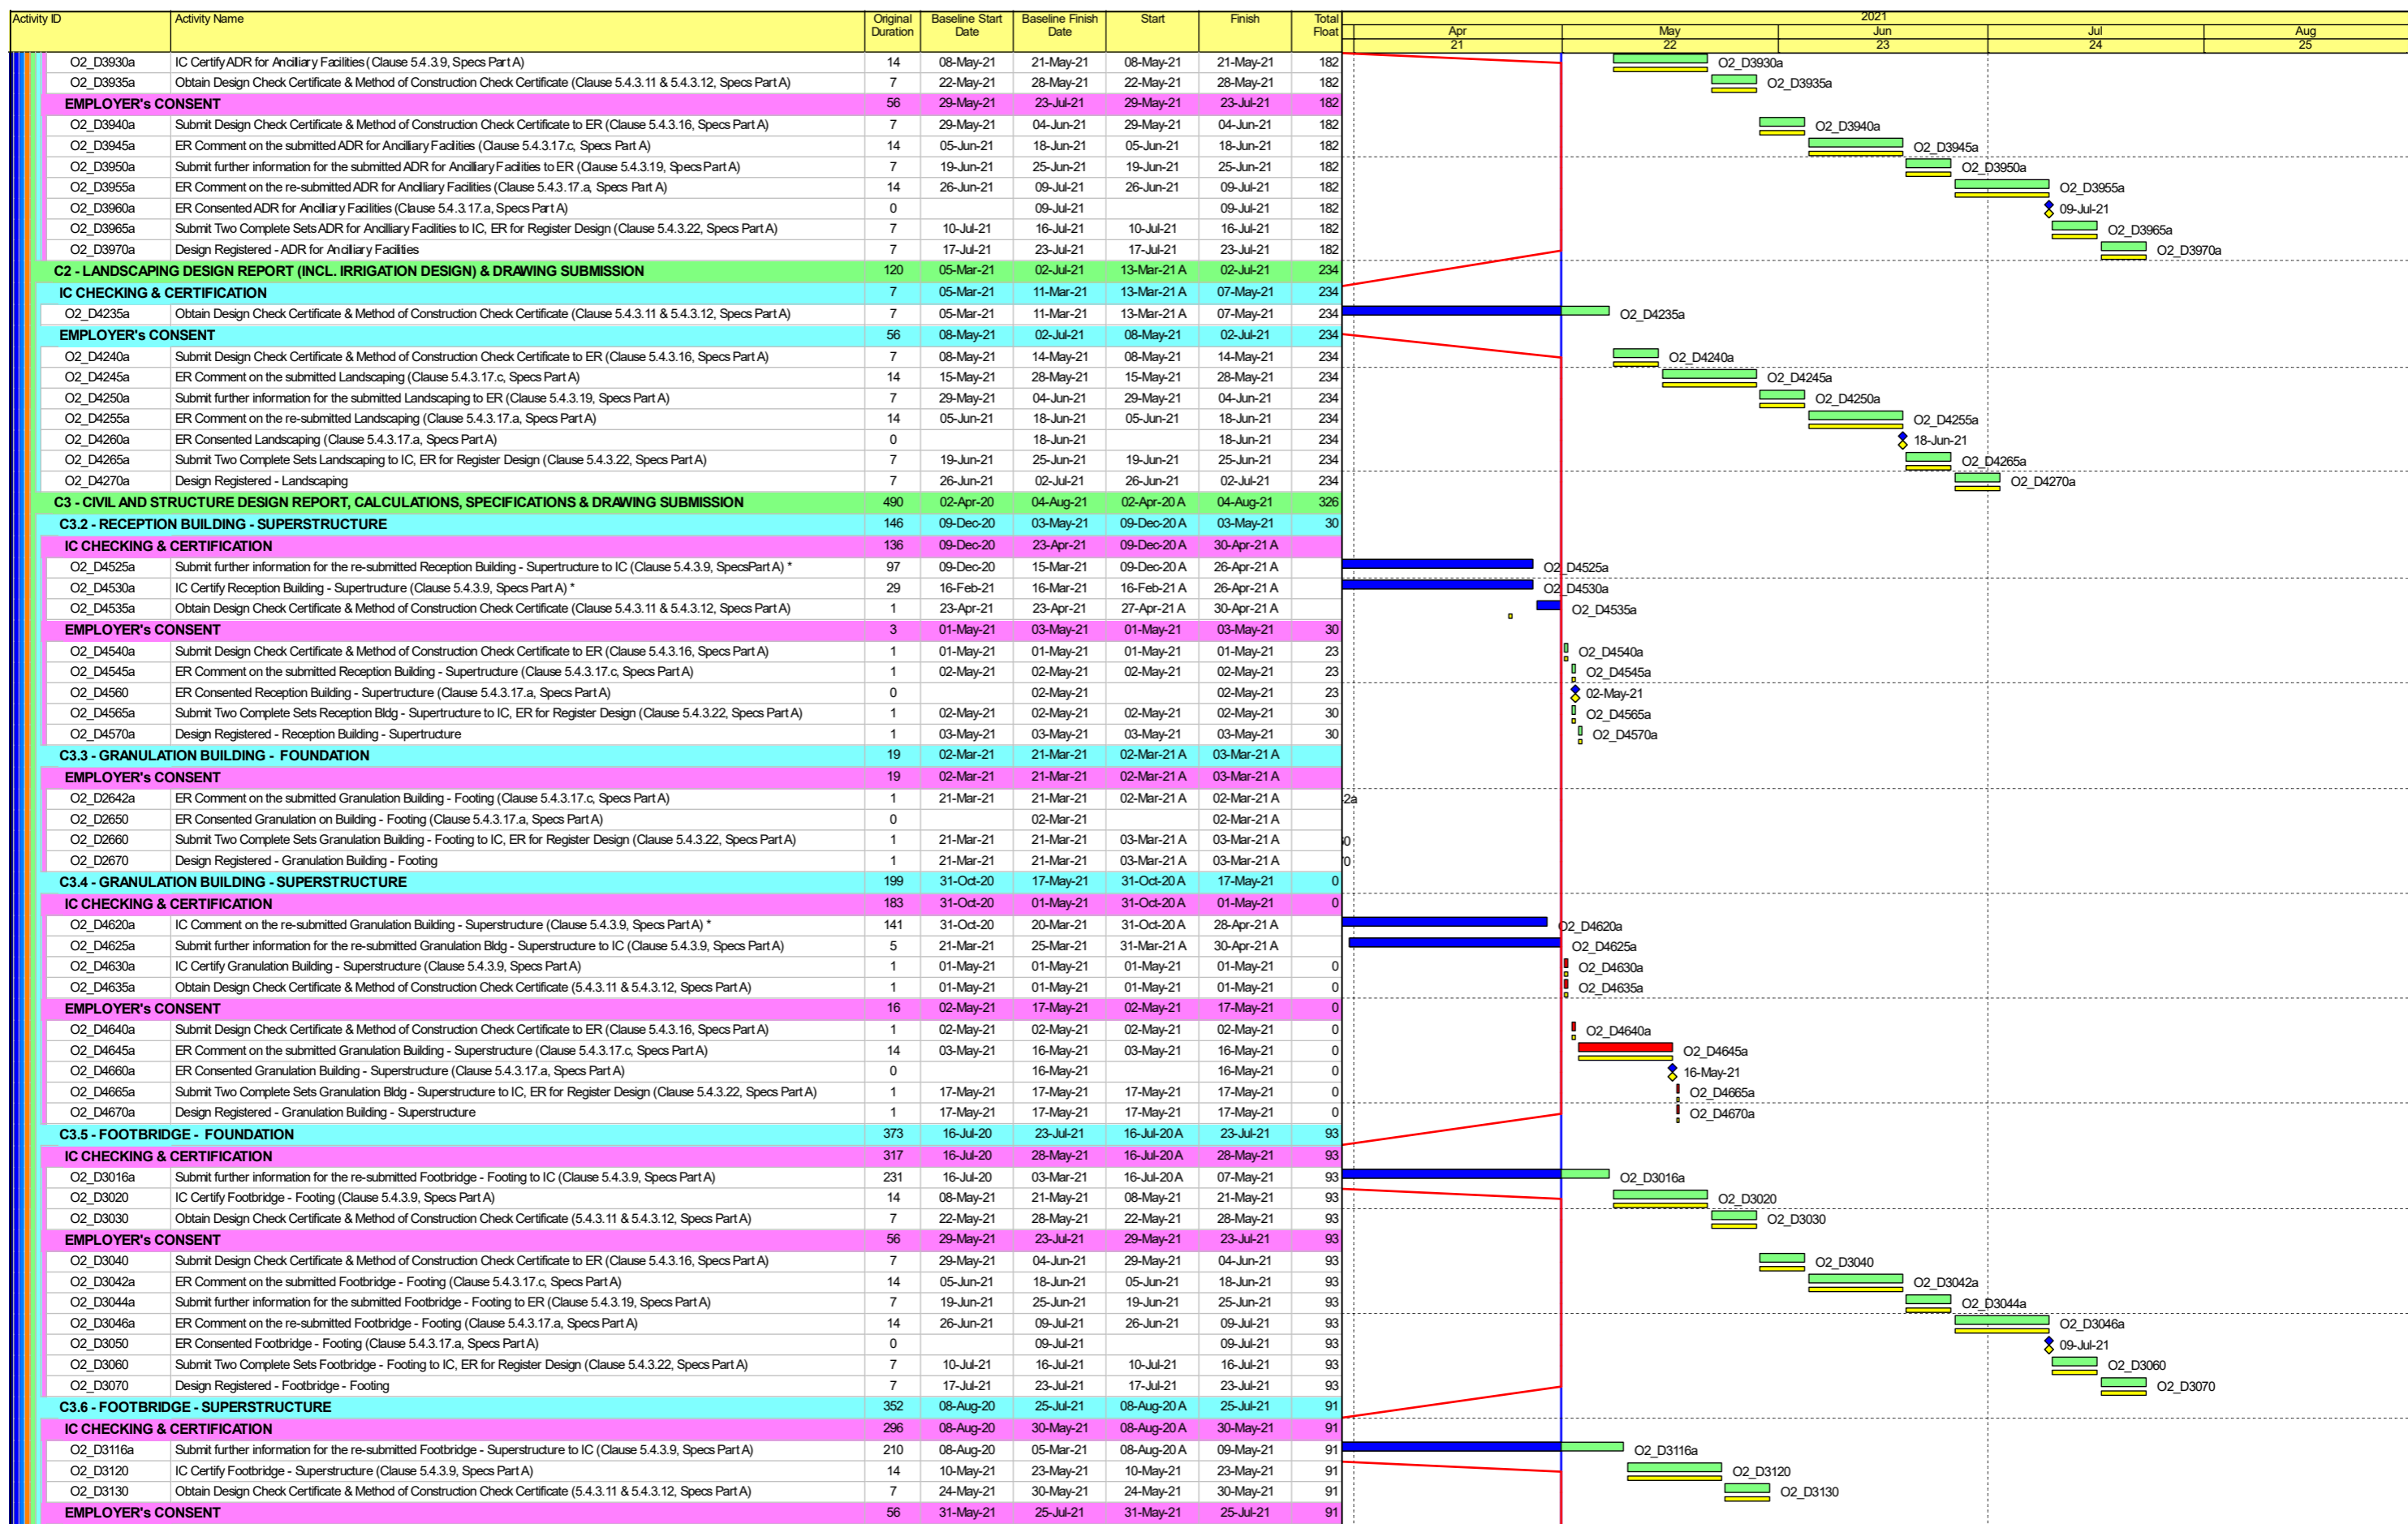 Activity ID Activity Name Original Duration Baseline Start Date Baseline Finish Date Start Finish Total Float 2021
Apr May Jun Jul Aug
21 22 23 24 25
O2_D3930a IC Certify ADR for Ancilliary Facilities (Clause 5.4.3.9, Specs Part A) 14 08-May-21 21-May-21 08-May-21 21-May-21 182 O2_D3930a
O2_D3935a Obtain Design Check Certificate & Method of Construction Check Certificate (Clause 5.4.3.11 & 5.4.3.12, Specs Part A) 7 22-May-21 28-May-21 22-May-21 28-May-21 182 O2_D3935a
EMPLOYER's CONSENT 56 29-May-21 23-Jul-21 29-May-21 23-Jul-21 182
O2_D3940a Submit Design Check Certificate & Method of Construction Check Certificate to ER (Clause 5.4.3.16, Specs Part A) 7 29-May-21 04-Jun-21 29-May-21 04-Jun-21 182 O2_D3940a
O2_D3945a ER Comment on the submitted ADR for Ancilliary Facilities (Clause 5.4.3.17.c, Specs Part A) 14 05-Jun-21 18-Jun-21 05-Jun-21 18-Jun-21 182 O2_D3945a
O2_D3950a Submit further information for the submitted ADR for Ancilliary Facilities to ER (Clause 5.4.3.19, Specs Part A) 7 19-Jun-21 25-Jun-21 19-Jun-21 25-Jun-21 182 O2_D3950a
O2_D3955a ER Comment on the re-submitted ADR for Ancilliary Facilities (Clause 5.4.3.17.a, Specs Part A) 14 26-Jun-21 09-Jul-21 26-Jun-21 09-Jul-21 182 O2_D3955a
O2_D3960a ER Consented ADR for Ancilliary Facilities (Clause 5.4.3.17.a, Specs Part A) 0 09-Jul-21 09-Jul-21 182 09-Jul-21
O2_D3965a Submit Two Complete Sets ADR for Ancilliary Facilities to IC, ER for Register Design (Clause 5.4.3.22, Specs Part A) 7 10-Jul-21 16-Jul-21 10-Jul-21 16-Jul-21 182 O2_D3965a
O2_D3970a Design Registered - ADR for Ancilliary Facilities 7 17-Jul-21 23-Jul-21 17-Jul-21 23-Jul-21 182 O2_D3970a
C2 - LANDSCAPING DESIGN REPORT (INCL. IRRIGATION DESIGN) & DRAWING SUBMISSION 120 05-Mar-21 02-Jul-21 13-Mar-21 A 02-Jul-21 234
IC CHECKING & CERTIFICATION 7 05-Mar-21 11-Mar-21 13-Mar-21 A 07-May-21 234
O2_D4235a Obtain Design Check Certificate & Method of Construction Check Certificate (Clause 5.4.3.11 & 5.4.3.12, Specs Part A) 7 05-Mar-21 11-Mar-21 13-Mar-21 A 07-May-21 234 O2_D4235a
EMPLOYER's CONSENT 56 08-May-21 02-Jul-21 08-May-21 02-Jul-21 234
O2_D4240a Submit Design Check Certificate & Method of Construction Check Certificate to ER (Clause 5.4.3.16, Specs Part A) 7 08-May-21 14-May-21 08-May-21 14-May-21 234 O2_D4240a
O2_D4245a ER Comment on the submitted Landscaping (Clause 5.4.3.17.c, Specs Part A) 14 15-May-21 28-May-21 15-May-21 28-May-21 234 O2_D4245a
O2_D4250a Submit further information for the submitted Landscaping to ER (Clause 5.4.3.19, Specs Part A) 7 29-May-21 04-Jun-21 29-May-21 04-Jun-21 234 O2_D4250a
O2_D4255a ER Comment on the re-submitted Landscaping (Clause 5.4.3.17.a, Specs Part A) 14 05-Jun-21 18-Jun-21 05-Jun-21 18-Jun-21 234 O2_D4255a
O2_D4260a ER Consented Landscaping (Clause 5.4.3.17.a, Specs Part A) 0 18-Jun-21 18-Jun-21 234 18-Jun-21
O2_D4265a Submit Two Complete Sets Landscaping to IC, ER for Register Design (Clause 5.4.3.22, Specs Part A) 7 19-Jun-21 25-Jun-21 19-Jun-21 25-Jun-21 234 O2_D4265a
O2_D4270a Design Registered - Landscaping 7 26-Jun-21 02-Jul-21 26-Jun-21 02-Jul-21 234 O2_D4270a
C3 - CIVIL AND STRUCTURE DESIGN REPORT, CALCULATIONS, SPECIFICATIONS & DRAWING SUBMISSION 490 02-Apr-20 04-Aug-21 02-Apr-20 A 04-Aug-21 326
C3.2 - RECEPTION BUILDING - SUPERSTRUCTURE 146 09-Dec-20 03-May-21 09-Dec-20 A 03-May-21 30
IC CHECKING & CERTIFICATION 136 09-Dec-20 23-Apr-21 09-Dec-20 A 30-Apr-21 A
O2_D4525a Submit further information for the re-submitted Reception Building - Supertructure to IC (Clause 5.4.3.9, SpecsPart A) * 97 09-Dec-20 15-Mar-21 09-Dec-20 A 26-Apr-21 A O2_D4525a
O2_D4530a IC Certify Reception Building - Supertructure (Clause 5.4.3.9, Specs Part A) * 29 16-Feb-21 16-Mar-21 16-Feb-21 A 26-Apr-21 A O2_D4530a
O2_D4535a Obtain Design Check Certificate & Method of Construction Check Certificate (Clause 5.4.3.11 & 5.4.3.12, Specs Part A) 1 23-Apr-21 23-Apr-21 27-Apr-21 A 30-Apr-21 A O2_D4535a
EMPLOYER's CONSENT 3 01-May-21 03-May-21 01-May-21 03-May-21 30
O2_D4540a Submit Design Check Certificate & Method of Construction Check Certificate to ER (Clause 5.4.3.16, Specs Part A) 1 01-May-21 01-May-21 01-May-21 01-May-21 23 O2_D4540a
O2_D4545a ER Comment on the submitted Reception Building - Supertructure (Clause 5.4.3.17.c, Specs Part A) 1 02-May-21 02-May-21 02-May-21 02-May-21 23 O2_D4545a
O2_D4560 ER Consented Reception Building - Supertructure (Clause 5.4.3.17.a, Specs Part A) 0 02-May-21 02-May-21 23 02-May-21
O2_D4565a Submit Two Complete Sets Reception Bldg - Supertructure to IC, ER for Register Design (Clause 5.4.3.22, Specs Part A) 1 02-May-21 02-May-21 02-May-21 02-May-21 30 O2_D4565a
O2_D4570a Design Registered - Reception Building - Supertructure 1 03-May-21 03-May-21 03-May-21 03-May-21 30 O2_D4570a
C3.3 - GRANULATION BUILDING - FOUNDATION 19 02-Mar-21 21-Mar-21 02-Mar-21 A 03-Mar-21 A
EMPLOYER's CONSENT 19 02-Mar-21 21-Mar-21 02-Mar-21 A 03-Mar-21 A
O2_D2642a ER Comment on the submitted Granulation Building - Footing (Clause 5.4.3.17.c, Specs Part A) 1 21-Mar-21 21-Mar-21 02-Mar-21 A 02-Mar-21 A 2a
O2_D2650 ER Consented Granulation on Building - Footing (Clause 5.4.3.17.a, Specs Part A) 0 02-Mar-21 02-Mar-21 A
O2_D2660 Submit Two Complete Sets Granulation Building - Footing to IC, ER for Register Design (Clause 5.4.3.22, Specs Part A) 1 21-Mar-21 21-Mar-21 03-Mar-21 A 03-Mar-21 A 0
O2_D2670 Design Registered - Granulation Building - Footing 1 21-Mar-21 21-Mar-21 03-Mar-21 A 03-Mar-21 A 0
C3.4 - GRANULATION BUILDING - SUPERSTRUCTURE 199 31-Oct-20 17-May-21 31-Oct-20 A 17-May-21 0
IC CHECKING & CERTIFICATION 183 31-Oct-20 01-May-21 31-Oct-20 A 01-May-21 0
O2_D4620a IC Comment on the re-submitted Granulation Building - Superstructure (Clause 5.4.3.9, Specs Part A) * 141 31-Oct-20 20-Mar-21 31-Oct-20 A 28-Apr-21 A O2_D4620a
O2_D4625a Submit further information for the re-submitted Granulation Bldg - Superstructure to IC (Clause 5.4.3.9, Specs Part A) 5 21-Mar-21 25-Mar-21 31-Mar-21 A 30-Apr-21 A O2_D4625a
O2_D4630a IC Certify Granulation Building - Superstructure (Clause 5.4.3.9, Specs Part A) 1 01-May-21 01-May-21 01-May-21 01-May-21 0 O2_D4630a
O2_D4635a Obtain Design Check Certificate & Method of Construction Check Certificate (5.4.3.11 & 5.4.3.12, Specs Part A) 1 01-May-21 01-May-21 01-May-21 01-May-21 0 O2_D4635a
EMPLOYER's CONSENT 16 02-May-21 17-May-21 02-May-21 17-May-21 0
O2_D4640a Submit Design Check Certificate & Method of Construction Check Certificate to ER (Clause 5.4.3.16, Specs Part A) 1 02-May-21 02-May-21 02-May-21 02-May-21 0 O2_D4640a
O2_D4645a ER Comment on the submitted Granulation Building - Superstructure (Clause 5.4.3.17.c, Specs Part A) 14 03-May-21 16-May-21 03-May-21 16-May-21 0 O2_D4645a
O2_D4660a ER Consented Granulation Building - Superstructure (Clause 5.4.3.17.a, Specs Part A) 0 16-May-21 16-May-21 0 16-May-21
O2_D4665a Submit Two Complete Sets Granulation Bldg - Superstructure to IC, ER for Register Design (Clause 5.4.3.22, Specs Part A) 1 17-May-21 17-May-21 17-May-21 17-May-21 0 O2_D4665a
O2_D4670a Design Registered - Granulation Building - Superstructure 1 17-May-21 17-May-21 17-May-21 17-May-21 0 O2_D4670a
C3.5 - FOOTBRIDGE - FOUNDATION 373 16-Jul-20 23-Jul-21 16-Jul-20 A 23-Jul-21 93
IC CHECKING & CERTIFICATION 317 16-Jul-20 28-May-21 16-Jul-20 A 28-May-21 93
O2_D3016a Submit further information for the re-submitted Footbridge - Footing to IC (Clause 5.4.3.9, Specs Part A) 231 16-Jul-20 03-Mar-21 16-Jul-20 A 07-May-21 93 O2_D3016a
O2_D3020 IC Certify Footbridge - Footing (Clause 5.4.3.9, Specs Part A) 14 08-May-21 21-May-21 08-May-21 21-May-21 93 O2_D3020
O2_D3030 Obtain Design Check Certificate & Method of Construction Check Certificate (5.4.3.11 & 5.4.3.12, Specs Part A) 7 22-May-21 28-May-21 22-May-21 28-May-21 93 O2_D3030
EMPLOYER's CONSENT 56 29-May-21 23-Jul-21 29-May-21 23-Jul-21 93
O2_D3040 Submit Design Check Certificate & Method of Construction Check Certificate to ER (Clause 5.4.3.16, Specs Part A) 7 29-May-21 04-Jun-21 29-May-21 04-Jun-21 93 O2_D3040
O2_D3042a ER Comment on the submitted Footbridge - Footing (Clause 5.4.3.17.c, Specs Part A) 14 05-Jun-21 18-Jun-21 05-Jun-21 18-Jun-21 93 O2_D3042a
O2_D3044a Submit further information for the submitted Footbridge - Footing to ER (Clause 5.4.3.19, Specs Part A) 7 19-Jun-21 25-Jun-21 19-Jun-21 25-Jun-21 93 O2_D3044a
O2_D3046a ER Comment on the re-submitted Footbridge - Footing (Clause 5.4.3.17.a, Specs Part A) 14 26-Jun-21 09-Jul-21 26-Jun-21 09-Jul-21 93 O2_D3046a
O2_D3050 ER Consented Footbridge - Footing (Clause 5.4.3.17.a, Specs Part A) 0 09-Jul-21 09-Jul-21 93 09-Jul-21
O2_D3060 Submit Two Complete Sets Footbridge - Footing to IC, ER for Register Design (Clause 5.4.3.22, Specs Part A) 7 10-Jul-21 16-Jul-21 10-Jul-21 16-Jul-21 93 O2_D3060
O2_D3070 Design Registered - Footbridge - Footing 7 17-Jul-21 23-Jul-21 17-Jul-21 23-Jul-21 93 O2_D3070
C3.6 - FOOTBRIDGE - SUPERSTRUCTURE 352 08-Aug-20 25-Jul-21 08-Aug-20 A 25-Jul-21 91
IC CHECKING & CERTIFICATION 296 08-Aug-20 30-May-21 08-Aug-20 A 30-May-21 91
O2_D3116a Submit further information for the re-submitted Footbridge - Superstructure to IC (Clause 5.4.3.9, Specs Part A) 210 08-Aug-20 05-Mar-21 08-Aug-20 A 09-May-21 91 O2_D3116a
O2_D3120 IC Certify Footbridge - Superstructure (Clause 5.4.3.9, Specs Part A) 14 10-May-21 23-May-21 10-May-21 23-May-21 91 O2_D3120
O2_D3130 Obtain Design Check Certificate & Method of Construction Check Certificate (5.4.3.11 & 5.4.3.12, Specs Part A) 7 24-May-21 30-May-21 24-May-21 30-May-21 91 O2_D3130
EMPLOYER's CONSENT 56 31-May-21 25-Jul-21 31-May-21 25-Jul-21 91